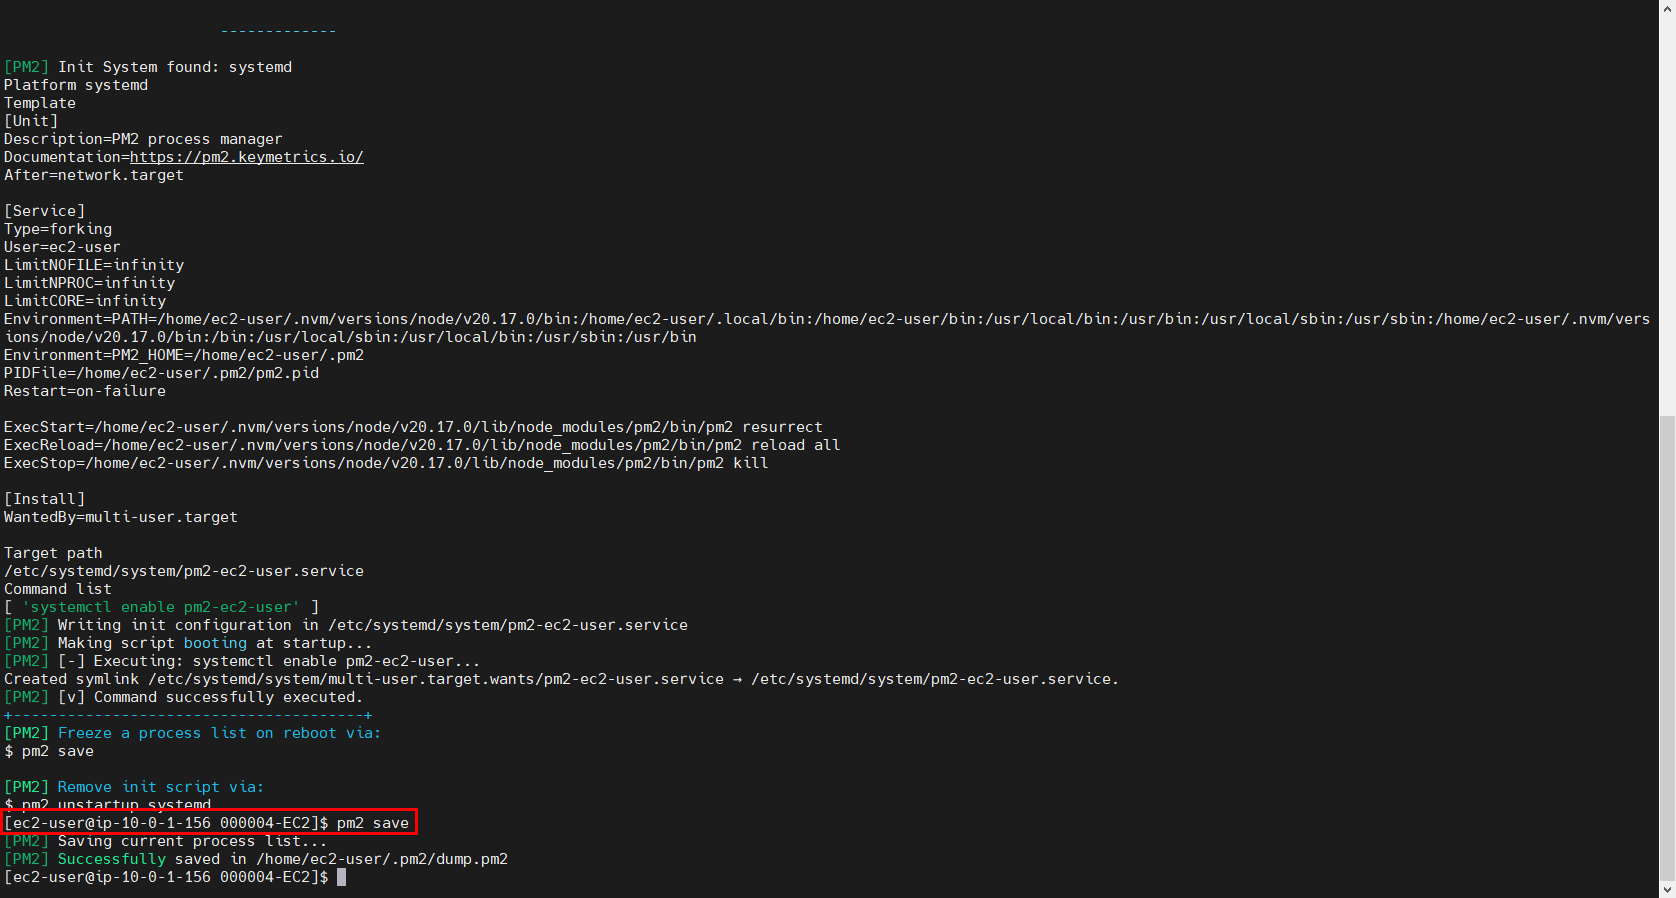 -------------
[PM2] Init System found: systemd
Platform systemd
Template
[Unit]
Description=PM2 process manager
Documentation=https://pm2.keymetrics.io/
After=network.target
[Service]
Type=forking
User=ec2-user
LimitNOFILE=infinity
LimitNPROC=infinity
LimitCORE=infinity
Environment=PATH=/home/ec2-user/.nvm/versions/node/v20.17.0/bin:/home/ec2-user/.local/bin:/home/ec2-user/bin:/usr/local/bin:/usr/bin:/usr/local/sbin:/usr/sbin:/home/ec2-user/.nvm/vers
ions/node/v20.17.0/bin:/bin:/usr/local/sbin:/usr/local/bin:/usr/sbin:/usr/bin
Environment=PM2_HOME=/home/ec2-user/.pm2
PIDFile=/home/ec2-user/.pm2/pm2.pid
Restart=on-failure
ExecStart=/home/ec2-user/.nvm/versions/node/v20.17.0/lib/node_modules/pm2/bin/pm2 resurrect
ExecReload=/home/ec2-user/.nvm/versions/node/v20.17.0/lib/node_modules/pm2/bin/pm2 reload all
ExecStop=/home/ec2-user/.nvm/versions/node/v20.17.0/lib/node_modules/pm2/bin/pm2 kill
[Install]
WantedBy=multi-user.target
Target path
/etc/systemd/system/pm2-ec2-user.service
Command list
[ 'systemctl enable pm2-ec2-user' ]
[PM2] Writing init configuration in /etc/systemd/system/pm2-ec2-user.service
[PM2] Making script booting at startup...
[PM2] [-] Executing: systemctl enable pm2-ec2-user...
Created symlink /etc/systemd/system/multi-user.target.wants/pm2-ec2-user.service → /etc/systemd/system/pm2-ec2-user.service.
[PM2] [v] Command successfully executed.
+---------------------------------------+
[PM2] Freeze a process list on reboot via:
$ pm2 save
[PM2] Remove init script via:
$ pm2 unstartup systemd
[ec2-user@ip-10-0-1-156 000004-EC2]$ pm2 save
[PM2] Saving current process list...
[PM2] Successfully saved in /home/ec2-user/.pm2/dump.pm2
[ec2-user@ip-10-0-1-156 000004-EC2]$